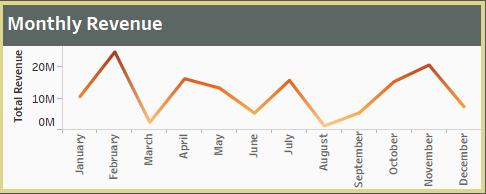 Monthly Revenue
Total Revenue
20M
10M
0M
January
February
March
April
May
June
July
August
September
October
November
December